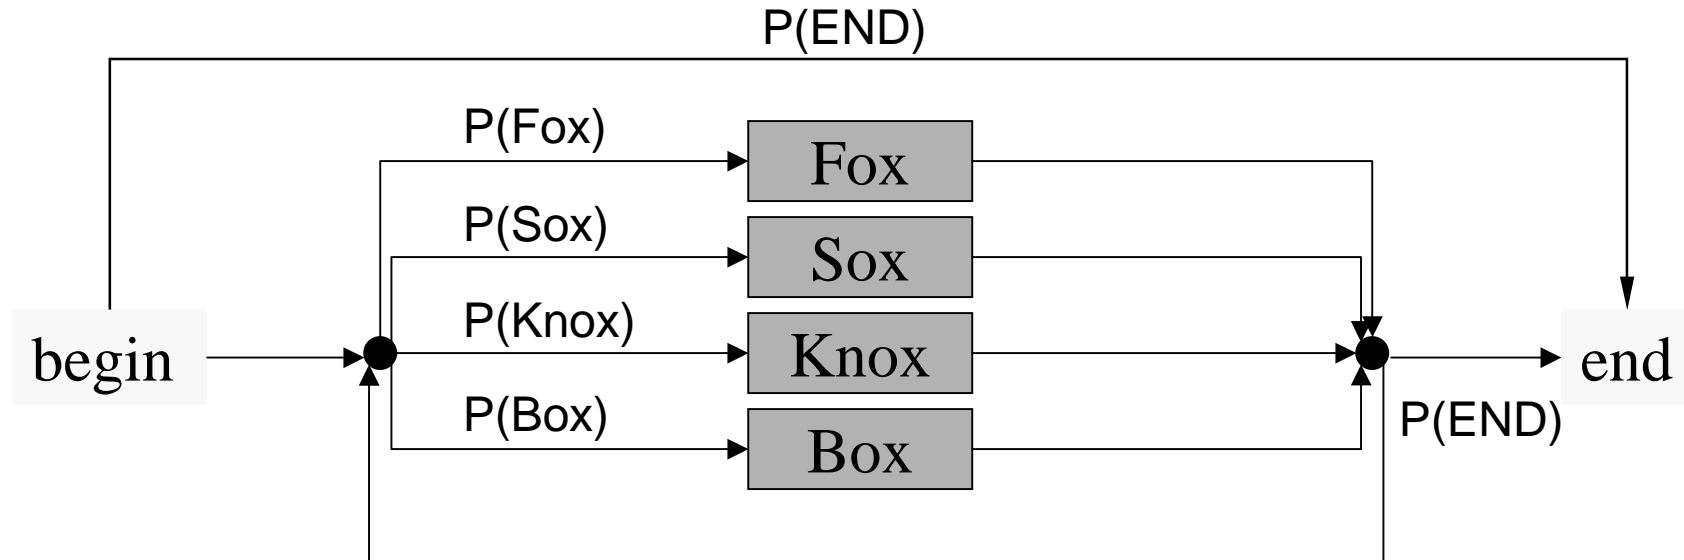 P(END)
P(Fox)
Fox
P(Sox)
Sox
P(Knox)
Knox
begin
end
P(Box)
Box
P(END)